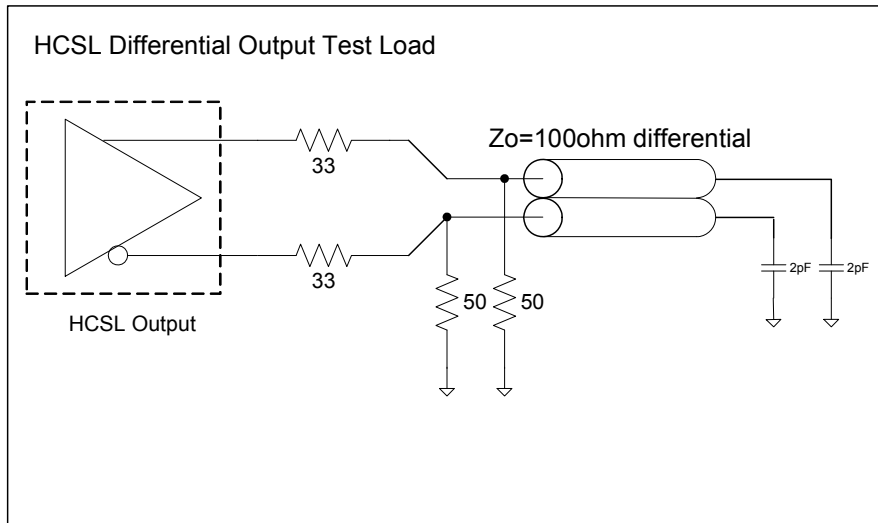 HCSL Differential Output Test Load
Zo=100ohm differential
33
33
50
50
2pF
2pF
HCSL Output